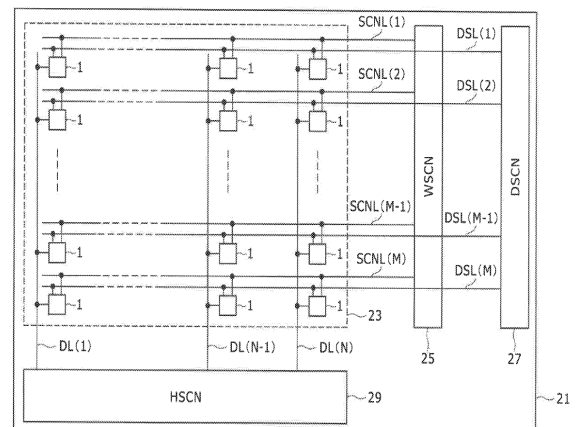 SCNL(1)
DSL(1)
1 1 1
SCNL(2)
DSL(2)
1 1 1
WSCN
DSCN
SCNL(M-1)
DSL(M-1)
1 1 1
SCNL(M)
DSL(M)
1 1 1
23
25
27
DL(1) DL(N-1) DL(N)
HSCN
29
21